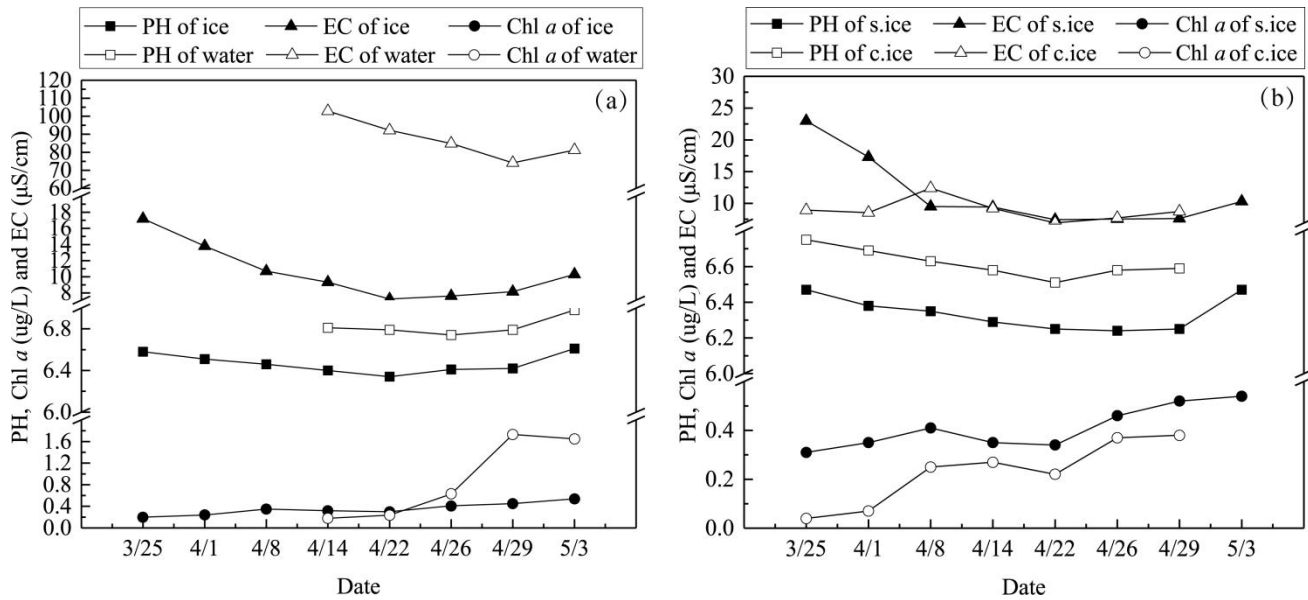 PH of ice EC of ice Chl a of ice
PH of water EC of water Chl a of water
(a)
PH, Chl a (ug/L) and EC (μS/cm)
120
110
100
90
80
70
60
18
16
14
12
10
8
6.8
6.4
6.0
1.6
1.2
0.8
0.4
0.0
3/25 4/1 4/8 4/14 4/22 4/26 4/29 5/3
Date
PH of s.ice EC of s.ice Chl a of s.ice
PH of c.ice EC of c.ice Chl a of c.ice
(b)
PH, Chl a (ug/L) and EC (μS/cm)
30
25
20
15
10
6.6
6.4
6.2
6.0
0.4
0.2
0.0
3/25 4/1 4/8 4/14 4/22 4/26 4/29 5/3
Date